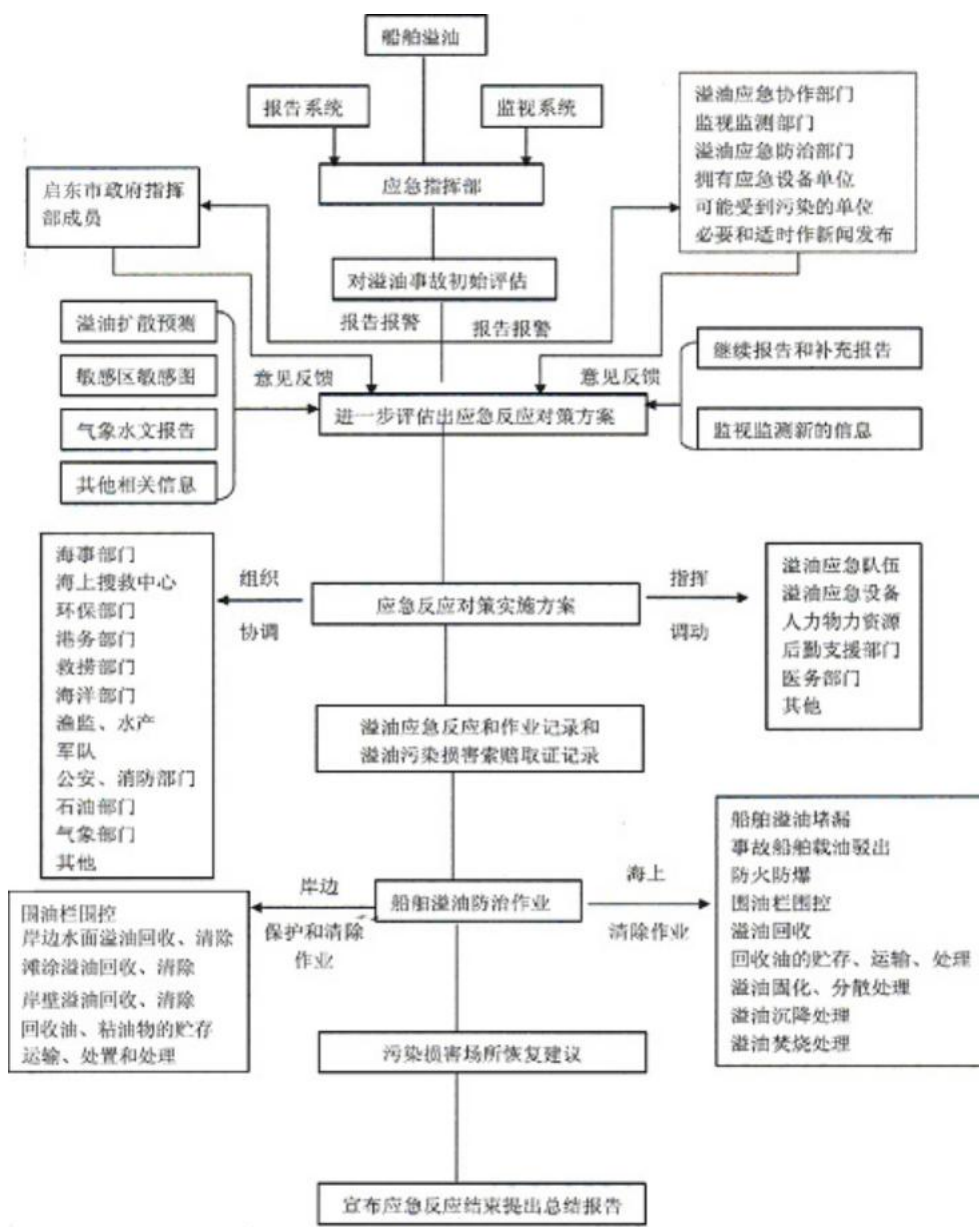 船舶溢油
报告系统
监视系统
溢油应急协作部门
监视监测部门
溢油应急防治部门
拥有应急设备单位
可能受到污染的单位
必要和适时作新闻发布
应急指挥部
启东市政府指挥
部成员
对溢油事故初始评估
报告报警
报告报警
溢油扩散预测
敏感区敏感图
气象水文报告
其他相关信息
意见反馈
意见反馈
继续报告和补充报告
监视监测新的信息
进一步评估出应急反应对策方案
海事部门
海上搜救中心
环保部门
港务部门
救捞部门
海洋部门
渔监、水产
军队
公安、消防部门
石油部门
气象部门
其他
组织
协调
应急反应对策实施方案
指挥
调动
溢油应急队伍
溢油应急设备
人力物力资源
后勤支援部门
医务部门
其他
溢油应急反应和作业记录和
溢油污染损害索赔取证记录
船舶溢油防治作业
岸边
保护和清除
作业
海上
清除作业
围油栏围控
岸边水面溢油回收、清除
滩涂溢油回收、清除
岸壁溢油回收、清除
回收油、粘油物的贮存
运输、处置和处理
船舶溢油堵漏
事故船舶载油驳出
防火防爆
围油栏围控
溢油回收
回收油的贮存、运输、处理
溢油固化、分散处理
溢油沉降处理
溢油焚烧处理
污染损害场所恢复建议
宣布应急反应结束提出总结报告